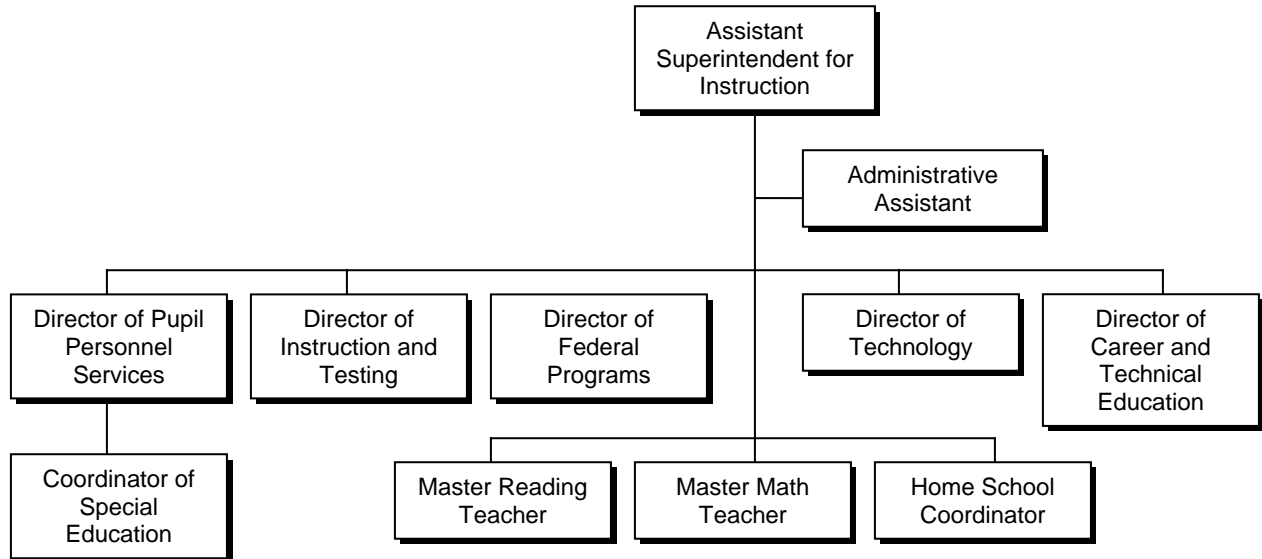 Assistant
Superintendent for
Instruction
Administrative
Assistant
Director of Pupil
Personnel
Services
Director of
Instruction and
Testing
Director of
Federal
Programs
Director of
Technology
Director of
Career and
Technical
Education
Coordinator of
Special
Education
Master Reading
Teacher
Master Math
Teacher
Home School
Coordinator